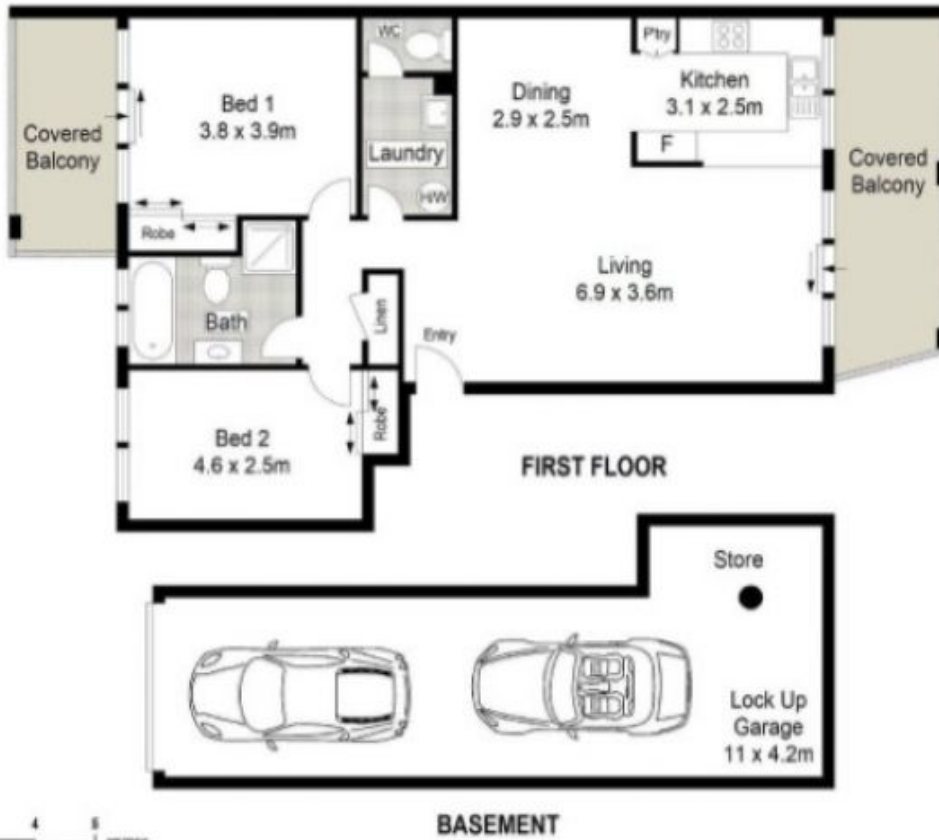 WC
P'try
Bed 1
3.8 x 3.9m
Dining
2.9 x 2.5m
Kitchen
3.1 x 2.5m
Covered
Balcony
Laundry
F
Covered
Balcony
H/W
Robe
Living
6.9 x 3.6m
Bath
Linen
Entry
Robe
Bed 2
4.6 x 2.5m
FIRST FLOOR
Store
Lock Up
Garage
11 x 4.2m
4
BASEMENT